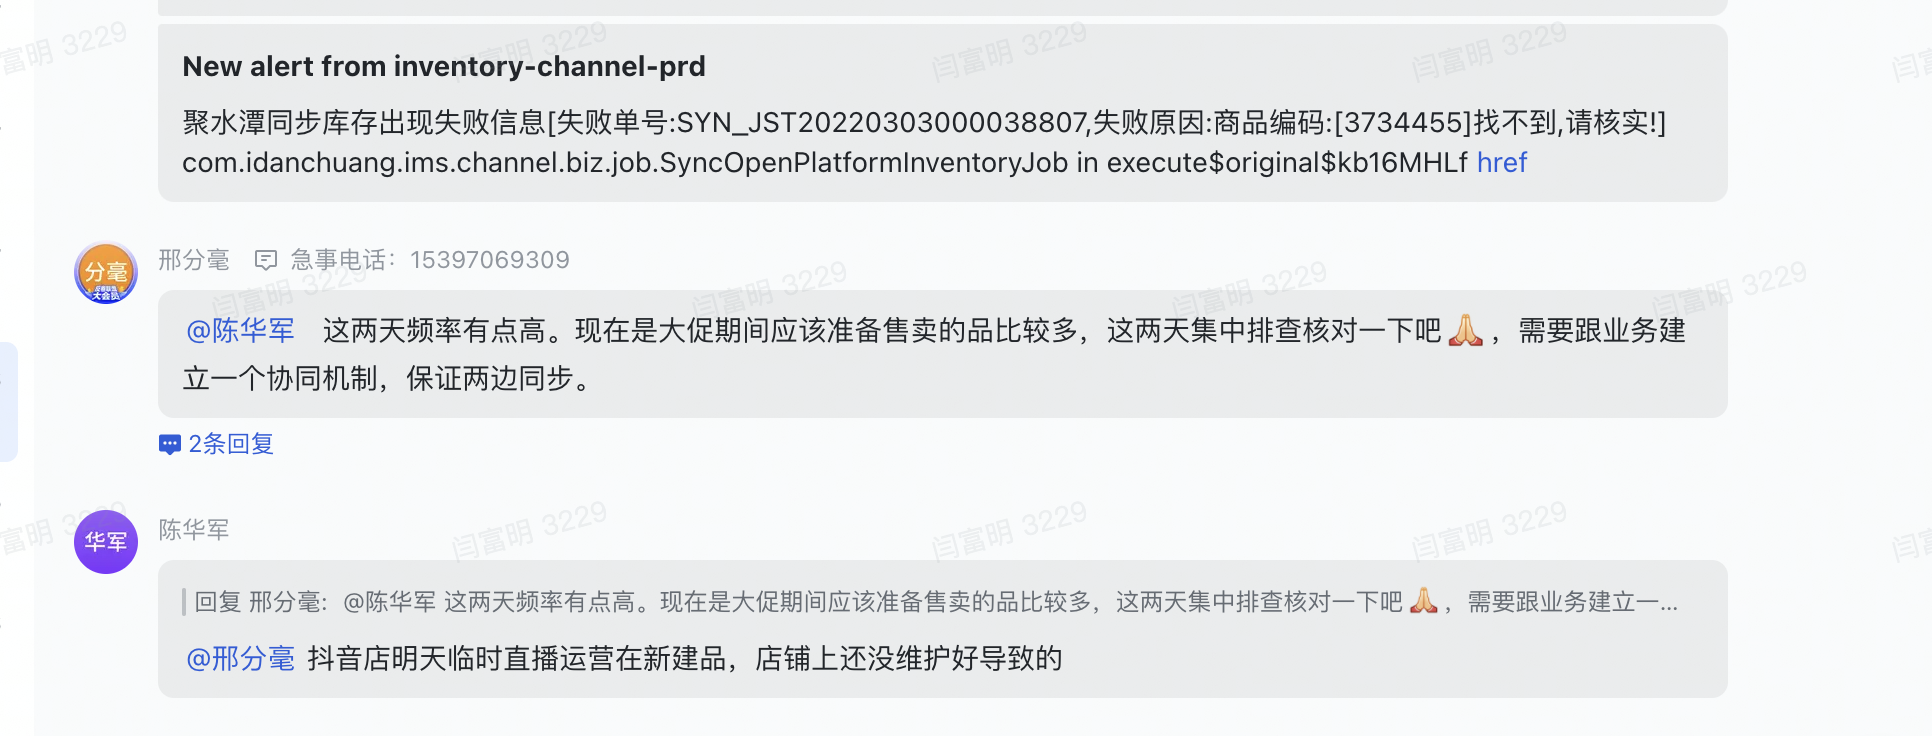 New alert from inventory-channel-prd
聚水潭同步库存出现失败信息[失败单号:SYN_JST20220303000038807,失败原因:商品编码:[3734455]找不到,请核实!]
com.idanchuang.ims.channel.biz.job.SyncOpenPlatformInventoryJob in execute$original$kb16MHLf href
分毫
大会员
邢分毫 急事电话：15397069309
@陈华军 这两天频率有点高。现在是大促期间应该准备售卖的品比较多，这两天集中排查核对一下吧🙏，需要跟业务建
立一个协同机制，保证两边同步。
2条回复
华军
陈华军
回复 邢分毫：@陈华军 这两天频率有点高。现在是大促期间应该准备售卖的品比较多，这两天集中排查核对一下吧🙏，需要跟业务建立一...
@邢分毫 抖音店明天临时直播运营在新建品，店铺上还没维护好导致的
闫富明 3229